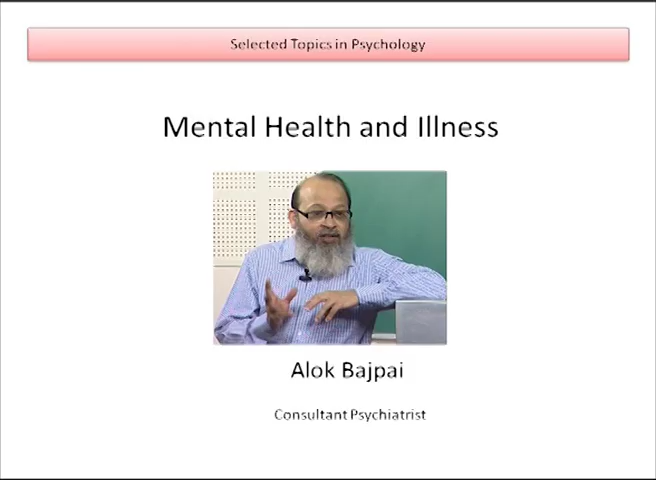 Selected Topics in Psychology
Mental Health and Illness
Alok Bajpai
Consultant Psychiatrist